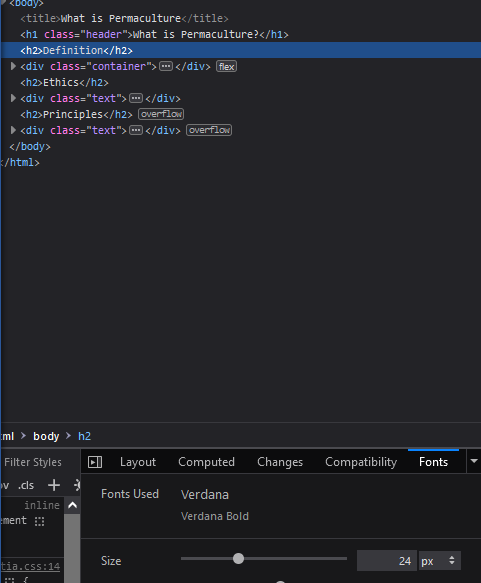 <body>
<title>What is Permaculture</title>
<h1 class="header">What is Permaculture?</h1>
<h2>Definition</h2>
<div class="container"> ··· </div> flex
<h2>Ethics</h2>
<div class="text"> ··· </div>
<h2>Principles</h2> overflow
<div class="text"> ··· </div> overflow
</body>
/html>
ml > body > h2
Filter Styles Layout Computed Changes Compatibility Fonts
ov .cls +
inline
ement
Fonts Used Verdana
Verdana Bold
Size 24 px
tia.css:14
{